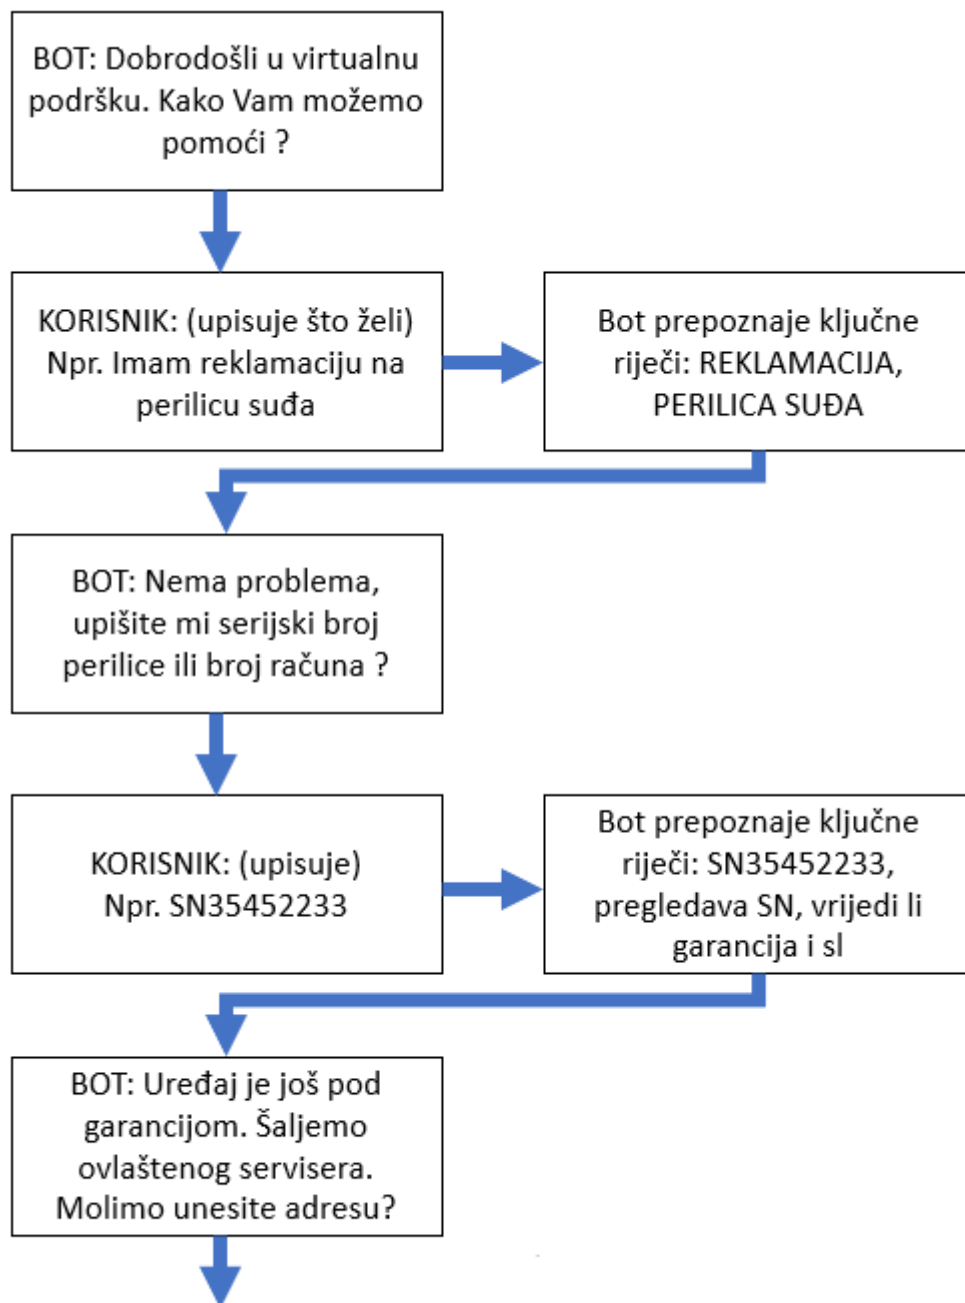 BOT: Dobrodošli u virtualnu
podršku. Kako Vam možemo
pomoći ?
KORISNIK: (upisuje što želi)
Npr. Imam reklamaciju na
perilicu suđa
Bot prepoznaje ključne
riječi: REKLAMACIJA,
PERILICA SUĐA
BOT: Nema problema,
upišite mi serijski broj
perilice ili broj računa ?
KORISNIK: (upisuje)
Npr. SN35452233
Bot prepoznaje ključne
riječi: SN35452233,
pregledava SN, vrijedi li
garancija i sl
BOT: Uređaj je još pod
garancijom. Šaljemo
ovlaštenog servisera.
Molimo unesite adresu?